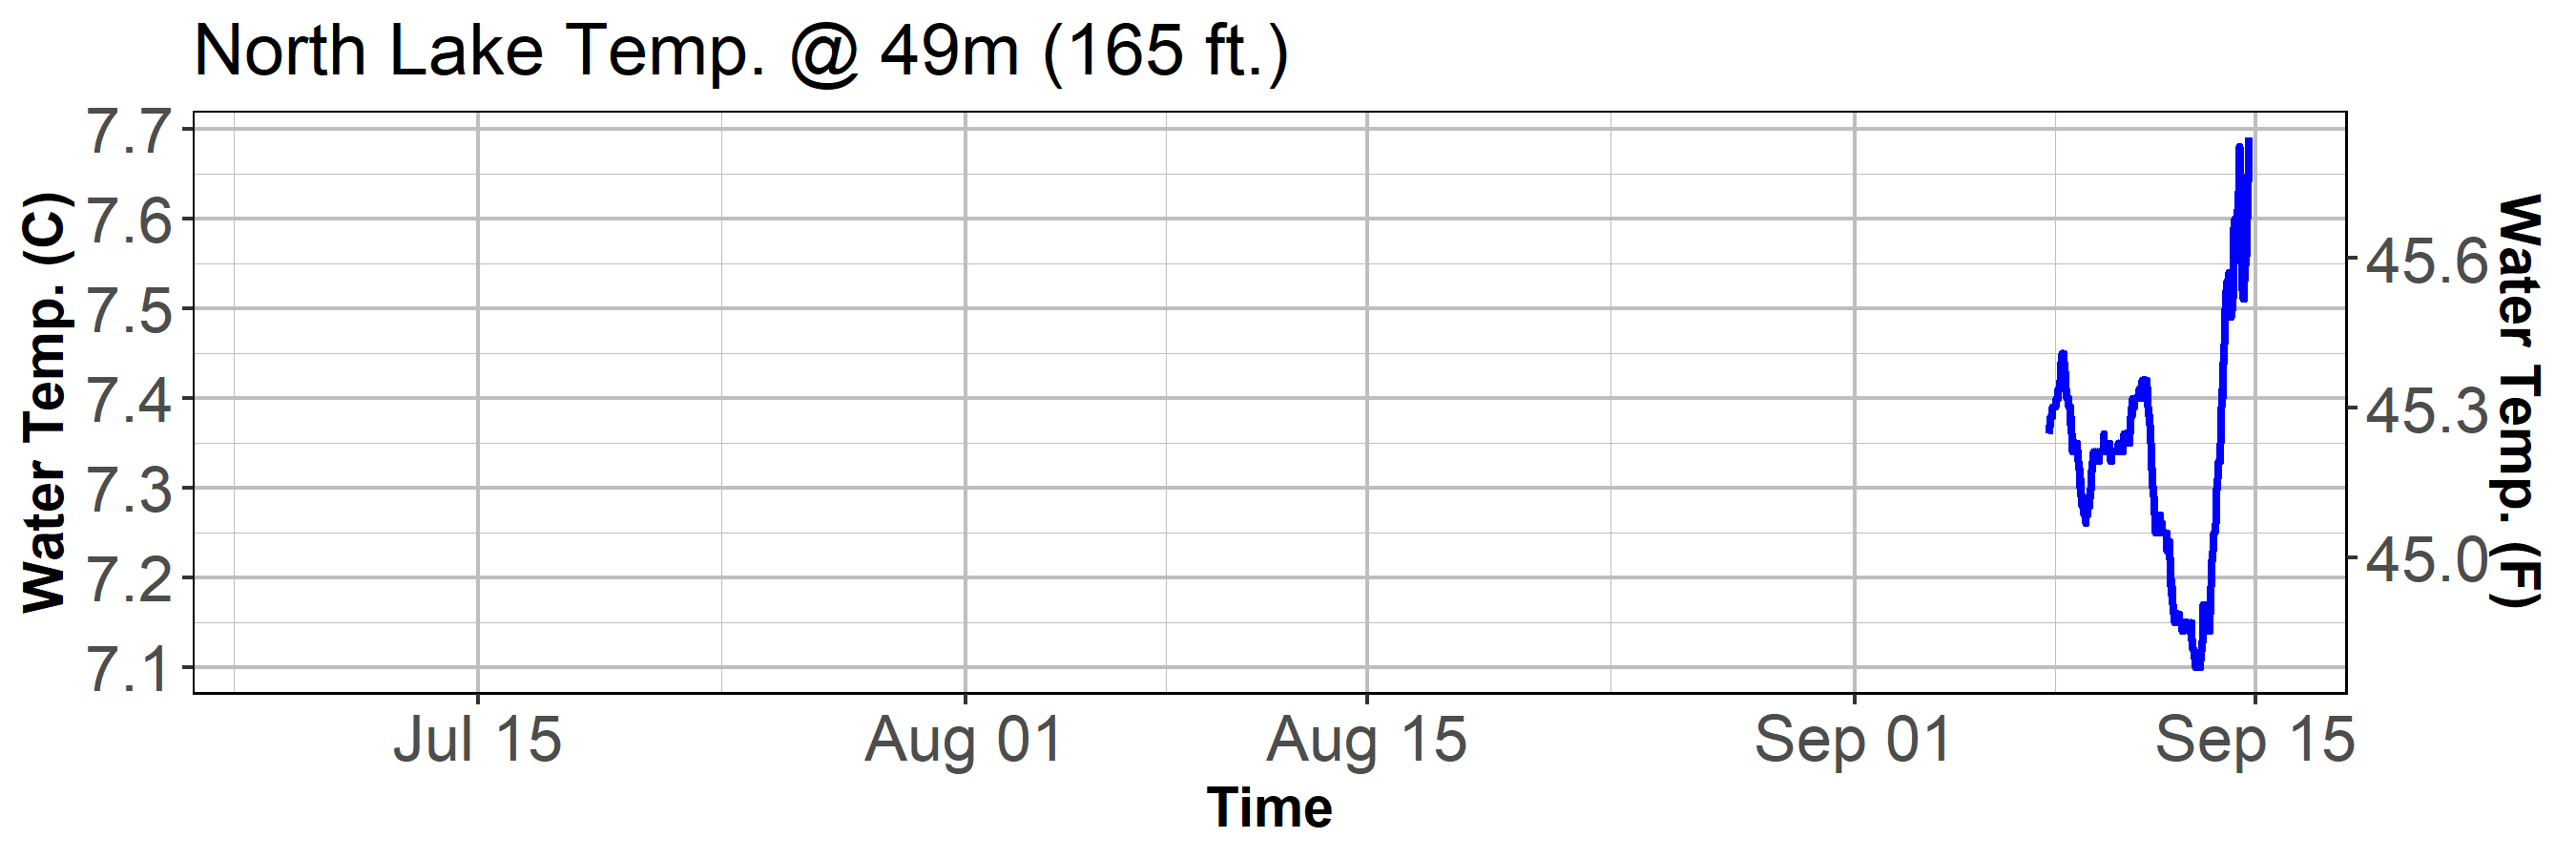 North Lake Temp. @ 49m (165 ft.)
7.7
7.6
7.5
7.4
7.3
7.2
7.1
Water Temp. (C)
45.6
45.3
45.0
Water Temp. (F)
Jul 15 Aug 01 Aug 15 Sep 01 Sep 15
Time